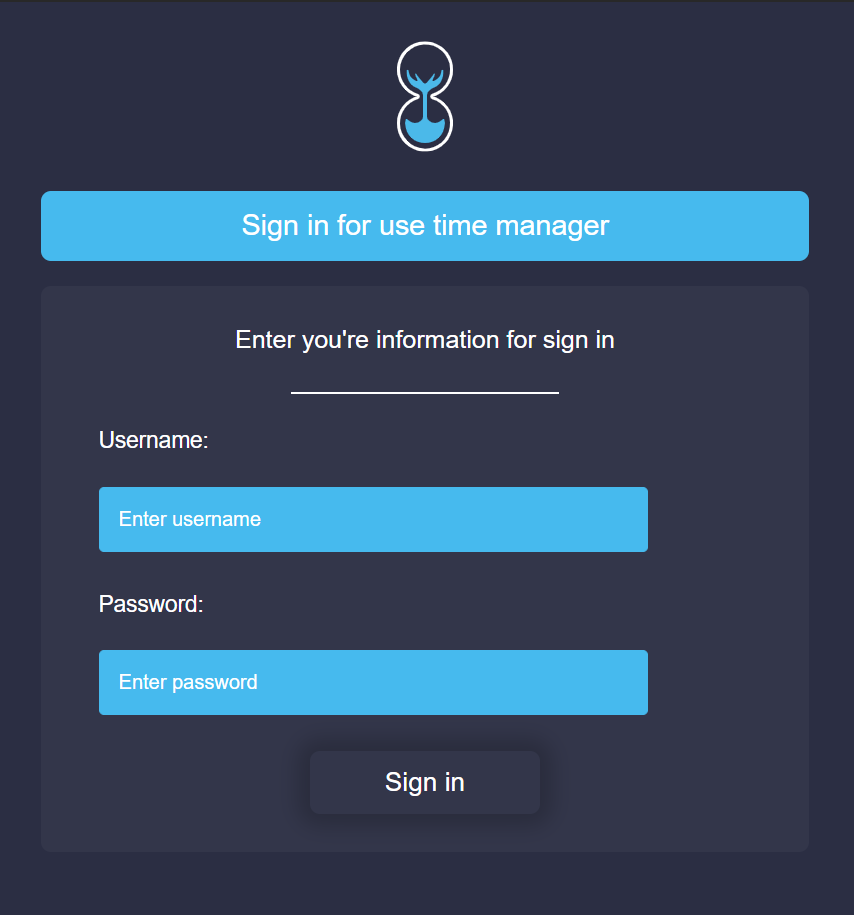 Sign in for use time manager
Enter you're information for sign in
Username:
Enter username
Password:
Enter password
Sign in